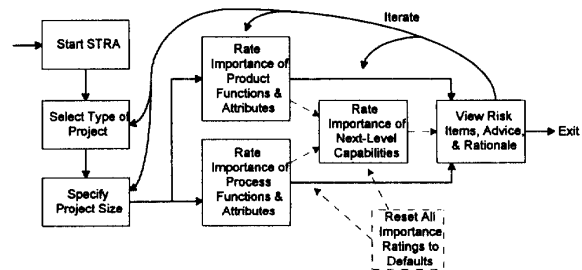 Iterate
Start STRA
Select Type of
Project
Specify
Project Size
Rate
Importance of
Product
Functions &
Attributes
Rate
Importance of
Process
Functions &
Attributes
Rate
Importance of
Next-Level
Capabilities
View Risk
Items, Advice,
& Rationale
Exit
Reset All
Importance
Ratings to
Defaults